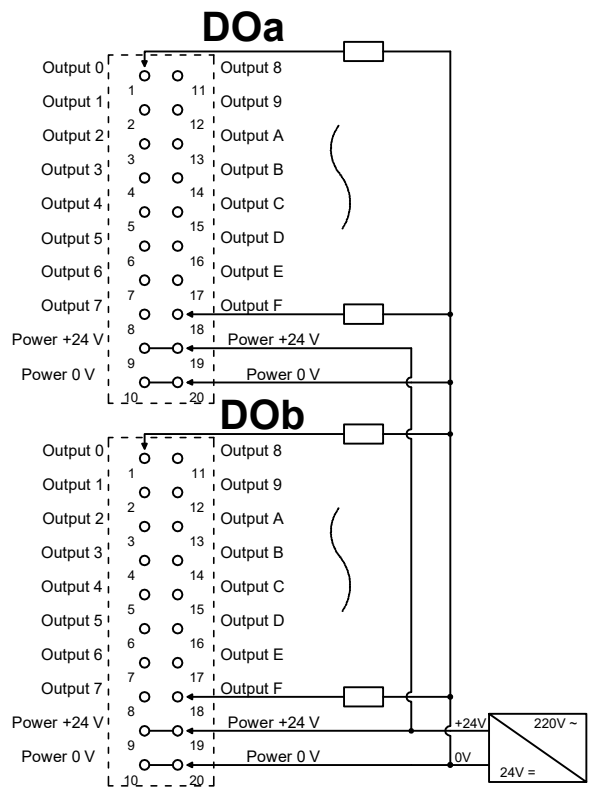 DOa
Output 0 Output 8
1 11
Output 1 Output 9
2 12
Output 2 Output A
3 13
Output 3 Output B
4 14
Output 4 Output C
5 15
Output 5 Output D
6 16
Output 6 Output E
7 17
Output 7 Output F
8 18
Power +24 V Power +24 V
9 19
Power 0 V Power 0 V
10 20
DOb
Output 0 Output 8
1 11
Output 1 Output 9
2 12
Output 2 Output A
3 13
Output 3 Output B
4 14
Output 4 Output C
5 15
Output 5 Output D
6 16
Output 6 Output E
7 17
Output 7 Output F
8 18
Power +24 V Power +24 V +24V 220V ~
9 19
Power 0 V Power 0 V 0V
24V =
10 20